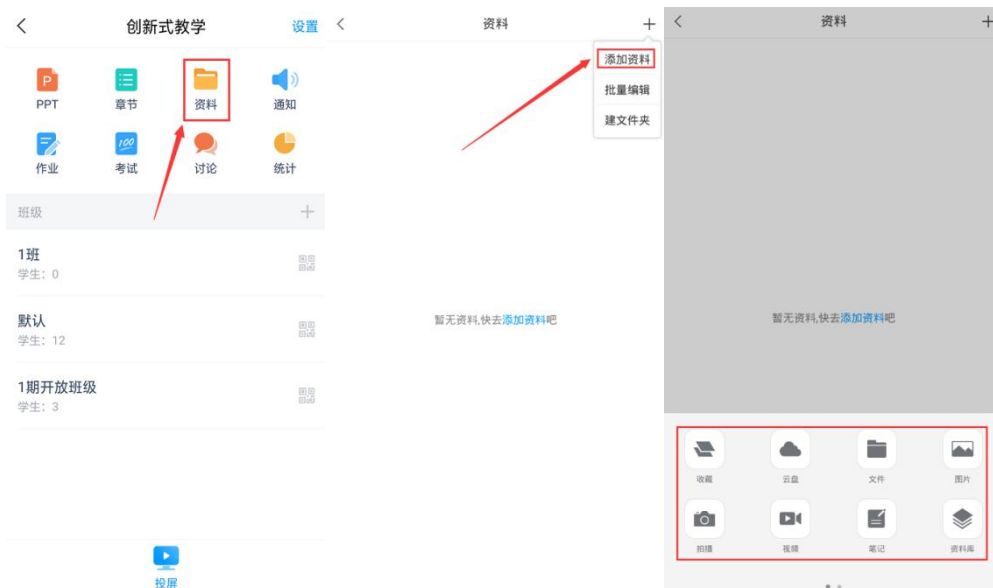 创新式教学
设置
PPT
章节
资料
通知
作业
100
考试
讨论
统计
班级
1班
学生：0
默认
学生：12
1期开放班级
学生：3
投屏
资料
添加资料
批量编辑
建文件夹
暂无资料,快去添加资料吧
资料
暂无资料,快去添加资料吧
收藏
云盘
文件
图片
拍摄
视频
笔记
资料库